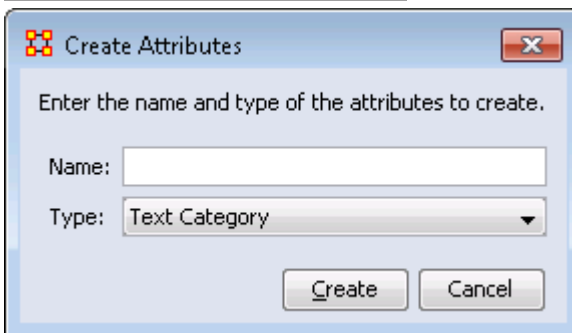 Create Attributes
Enter the name and type of the attributes to create.
Name:
Type: Text Category
Create Cancel